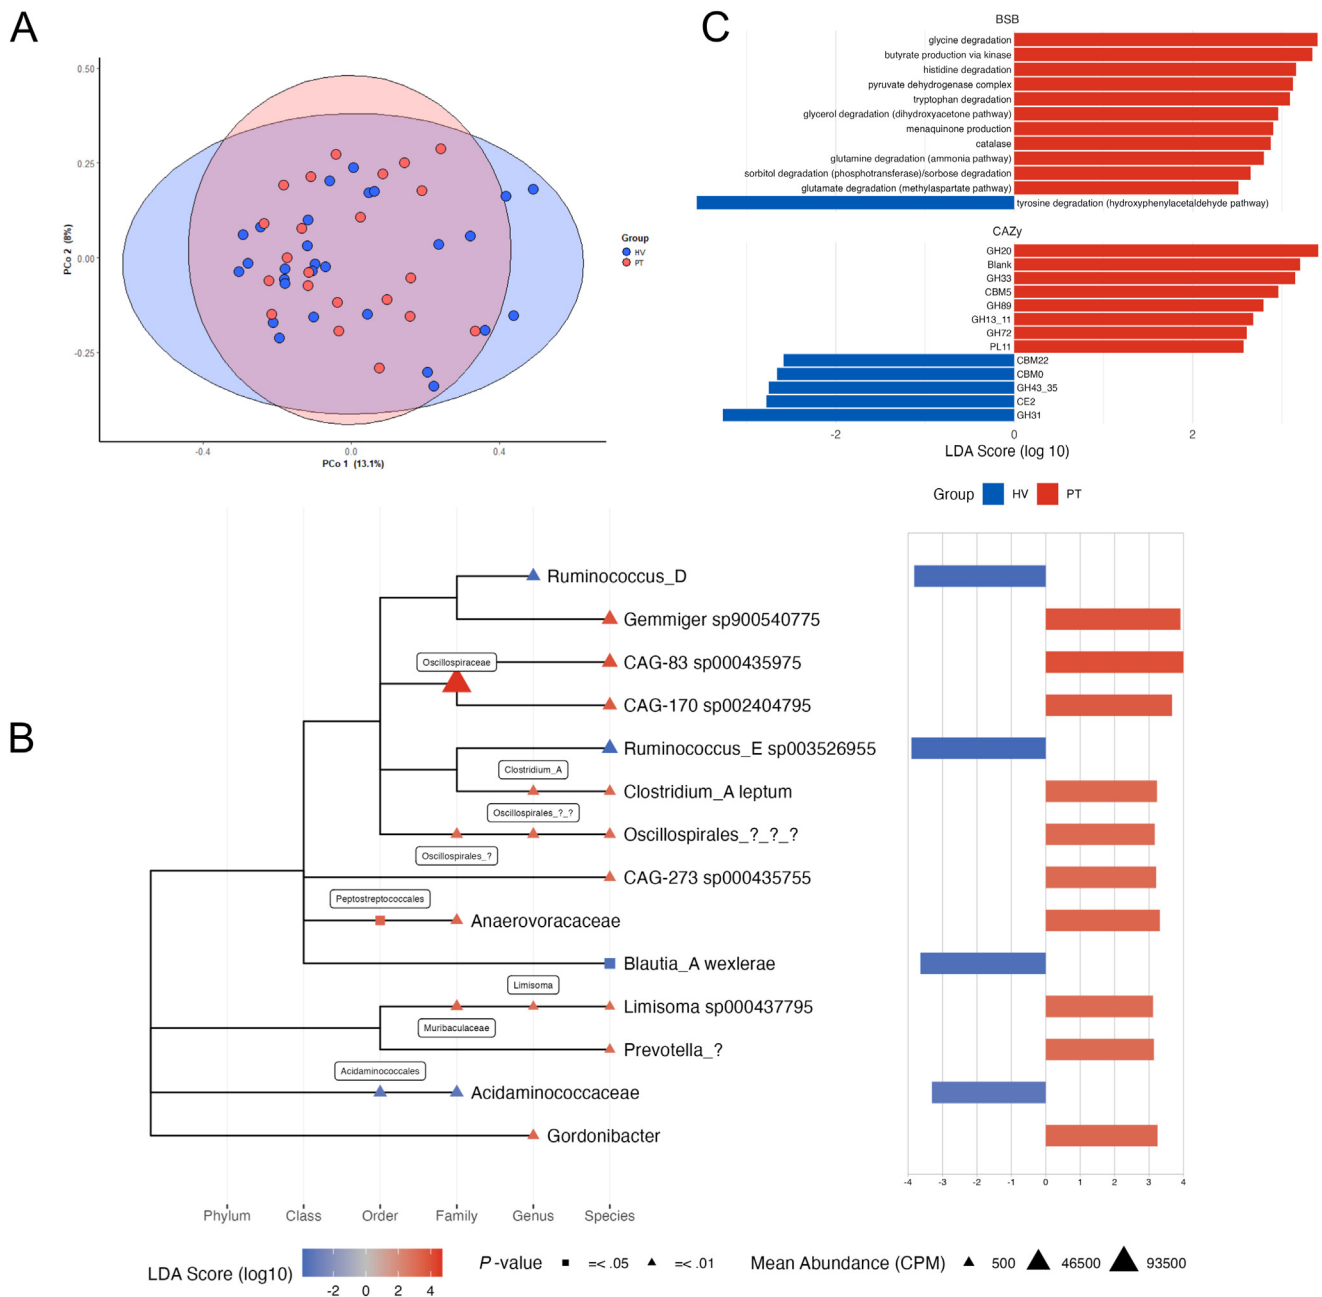 A
0.50
0.25
0.00
-0.25
PCo 2 (8%)
-0.4
0.0
0.4
PCo 1 (13.1%)
Group
HV
PT
C
BSB
glycine degradation
butyrate production via kinase
histidine degradation
pyruvate dehydrogenase complex
tryptophan degradation
glycerol degradation (dihydroxyacetone pathway)
menaquinone production
catalase
glutamine degradation (ammonia pathway)
sorbitol degradation (phosphotransferase)/sorbose degradation
glutamate degradation (methylaspartate pathway)
tyrosine degradation (hydroxyphenylacetaldehyde pathway)
CAZy
GH20
Blank
GH33
CBM5
GH89
GH13_11
GH72
PL11
CBM22
CBM0
GH43_35
CE2
GH31
-2
0
2
LDA Score (log 10)
Group HV PT
B
Ruminococcus_D
Gemmiger sp900540775
Oscillospiraceae
CAG-83 sp000435975
CAG-170 sp002404795
Ruminococcus_E sp003526955
Clostridium_A
Clostridium_A leptum
Oscillospirales_?_?
Oscillospirales_?_?_?
Oscillospirales_?
CAG-273 sp000435755
Peptostreptococcales
Anaerovoracaceae
Blautia_A wexlerae
Limisoma
Limisoma sp000437795
Muribaculaceae
Prevotella_?
Acidaminococcales
Acidaminococcaceae
Gordonibacter
-4 -3 -2 -1 0 1 2 3 4
Phylum Class Order Family Genus Species
LDA Score (log10)
-2 0 2 4
P-value =< .05 =< .01
Mean Abundance (CPM) 500 46500 93500